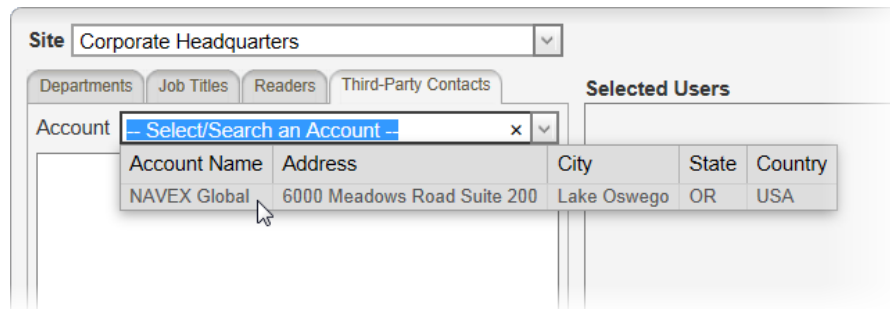 Site Corporate Headquarters
Departments Job Titles Readers Third-Party Contacts
Selected Users
Account -- Select/Search an Account --
Account Name Address City State Country
NAVEX Global 6000 Meadows Road Suite 200 Lake Oswego OR USA